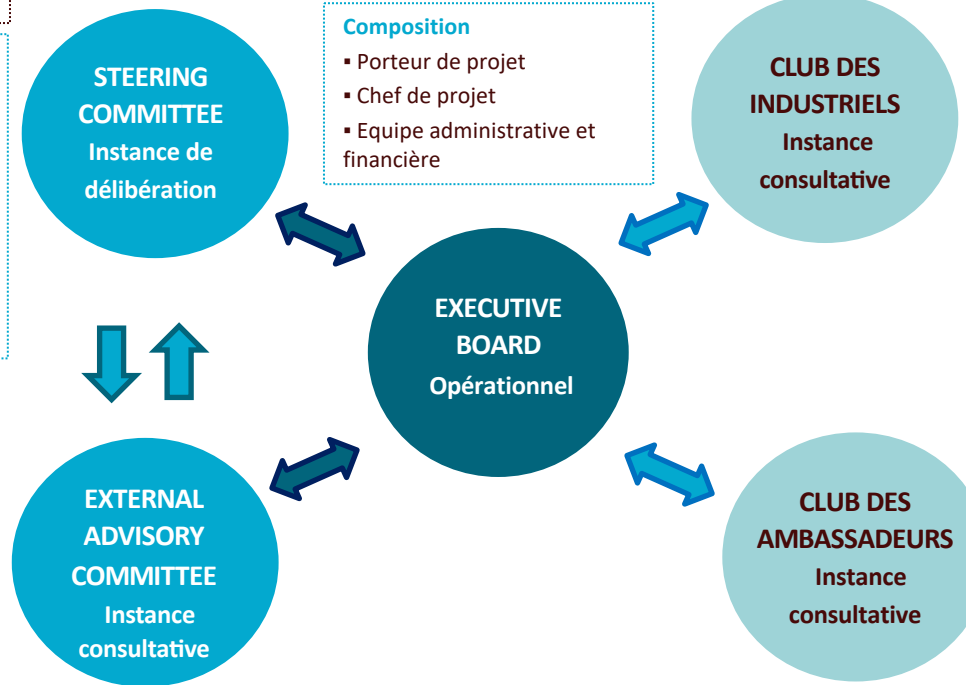 STEERING
COMMITTEE
Instance de
délibération
Composition
▪ Porteur de projet
▪ Chef de projet
▪ Equipe administrative et
financière
CLUB DES
INDUSTRIELS
Instance
consultative
EXECUTIVE
BOARD
Opérationnel
EXTERNAL
ADVISORY
COMMITTEE
Instance
consultative
CLUB DES
AMBASSADEURS
Instance
consultative